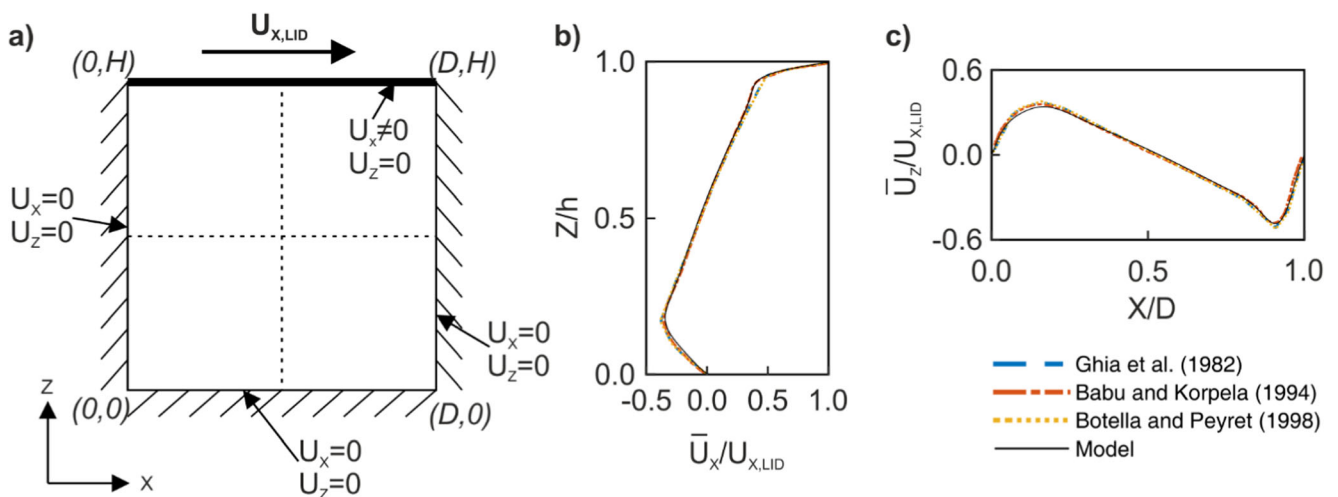 a)
U_X,LID
(0,H)
(D,H)
U_X≠0
U_Z=0
U_X=0
U_Z=0
U_X=0
U_Z=0
Z
(0,0)
(D,0)
U_X=0
U_Z=0
X
b)
1.0
Z/h
0.5
0.0
-0.5 0.0 0.5 1.0
U̅_X/U_X,LID
c)
0.6
U̅_Z/U_X,LID
0.0
-0.6
0.0 0.5 1.0
X/D
Ghia et al. (1982)
Babu and Korpela (1994)
Botella and Peyret (1998)
Model